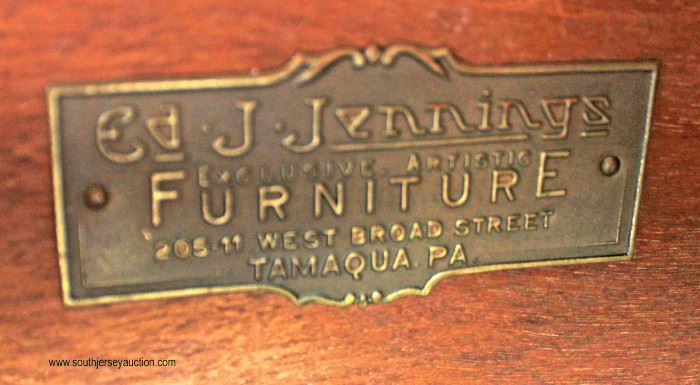 Ed. J. Jennings
EXCLUSIVE, ARTISTIC
FURNITURE
205-11 WEST BROAD STREET
TAMAQUA, PA.
www.southjerseyauction.com